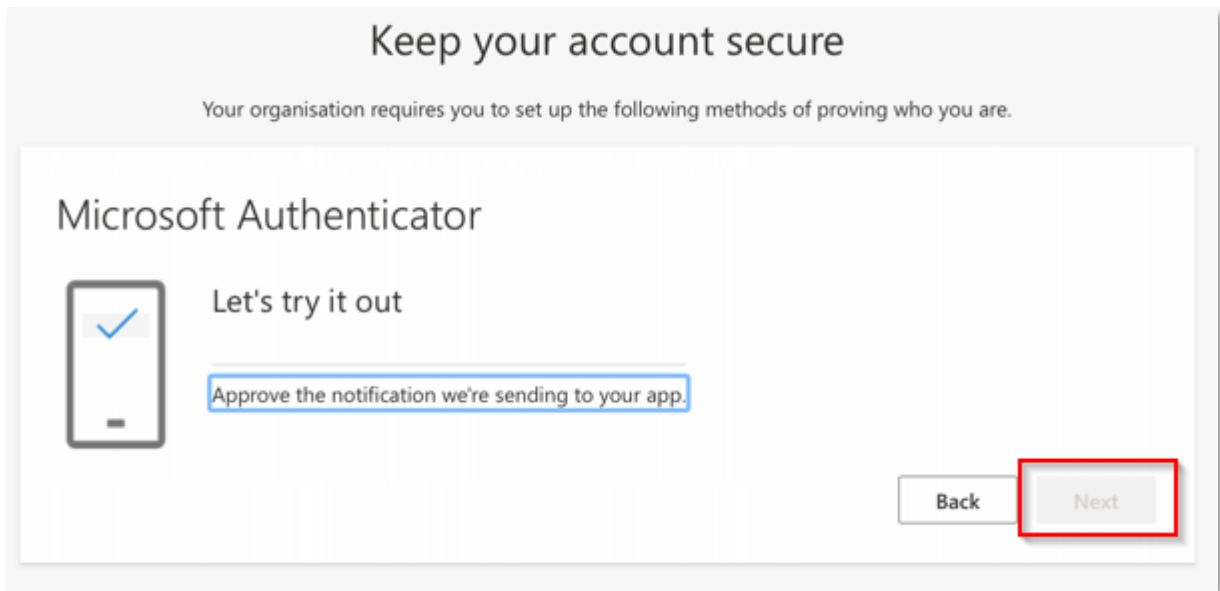 Keep your account secure
Your organisation requires you to set up the following methods of proving who you are.
Microsoft Authenticator
Let's try it out
Approve the notification we're sending to your app.
Back
Next